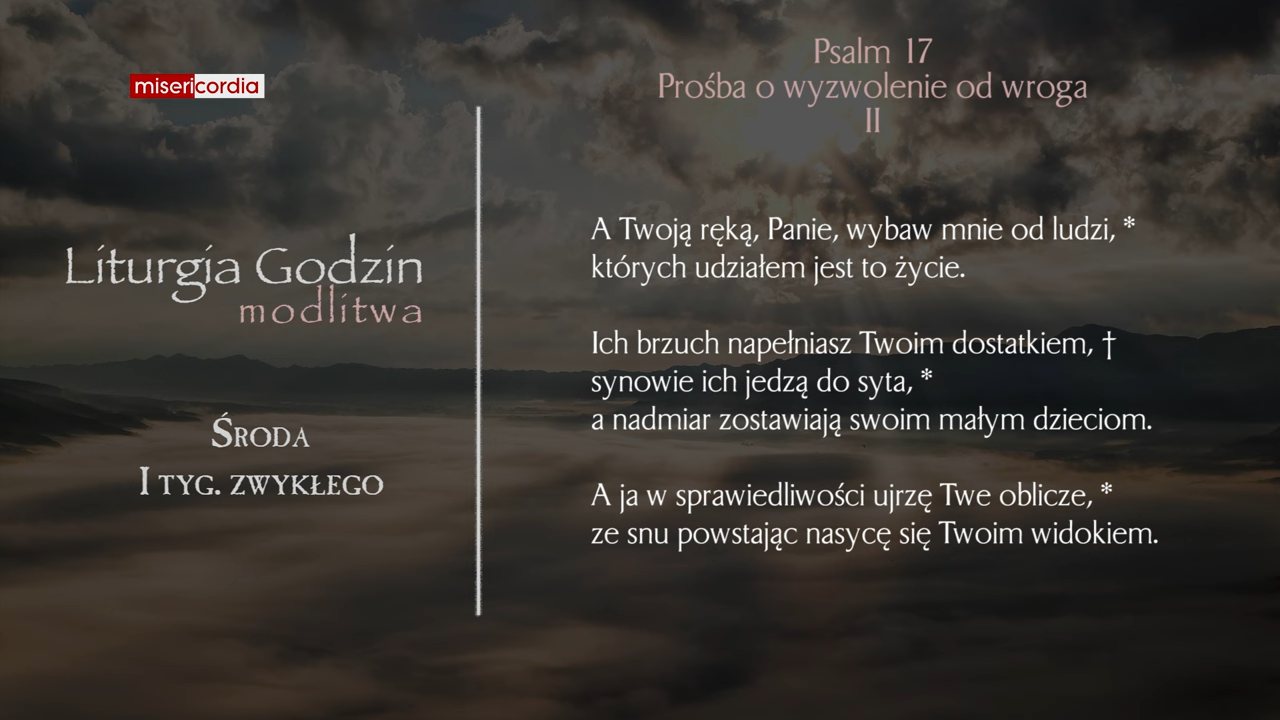 misericordia
Liturgia Godzin
modlitwa
Środa
I tyg. zwykłego
Psalm 17
Prośba o wyzwolenie od wroga
II
A Twoją ręką, Panie, wybaw mnie od ludzi, *
których udziałem jest to życie.
Ich brzuch napełniasz Twoim dostatkiem, †
synowie ich jedzą do syta, *
a nadmiar zostawiają swoim małym dzieciom.
A ja w sprawiedliwości ujrzę Twe oblicze, *
ze snu powstając nasycę się Twoim widokiem.